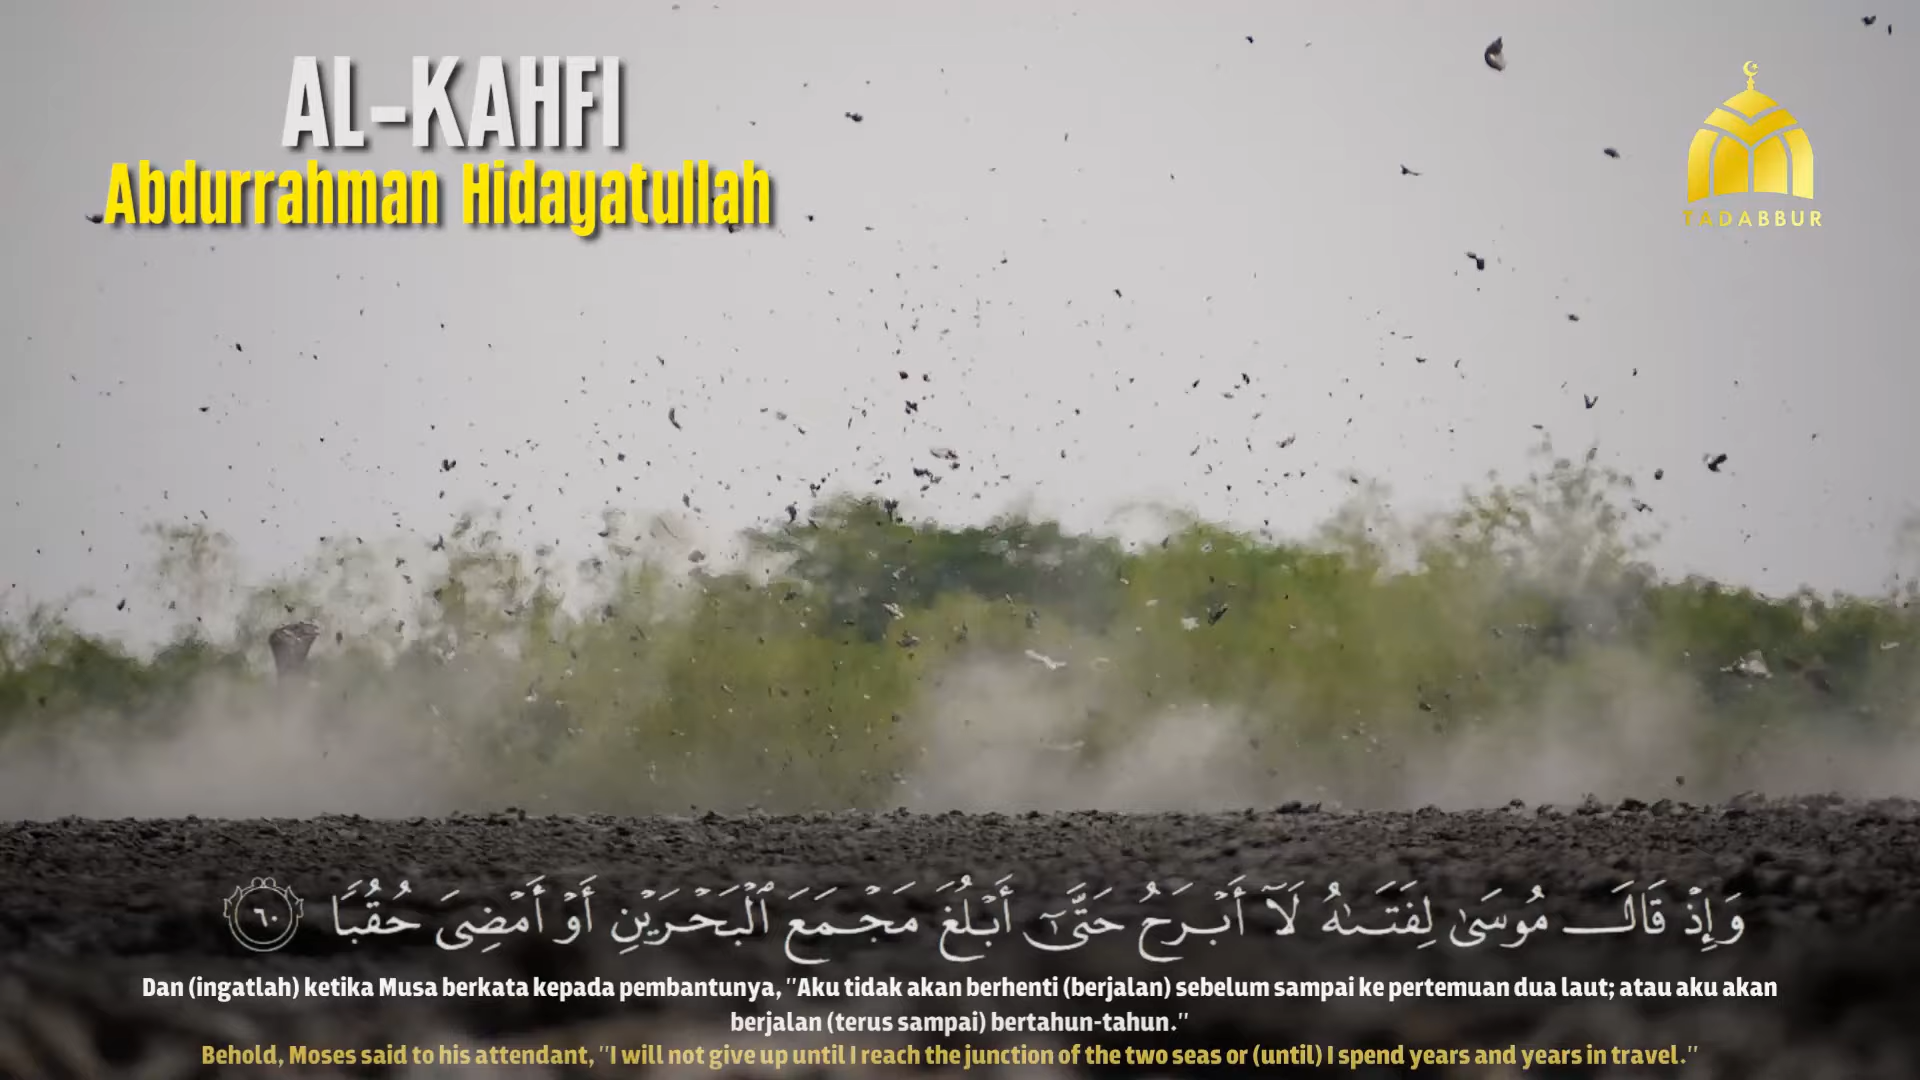 AL-KAHFI
Abdurrahman Hidayatullah
TADABBUR
وَإِذْ قَالَ مُوسَىٰ لِفَتَىٰهُ لَآ أَبْرَحُ حَتَّىٰٓ أَبْلُغَ مَجْمَعَ ٱلْبَحْرَيْنِ أَوْ أَمْضِىَ حُقُبًا ٦٠
Dan (ingatlah) ketika Musa berkata kepada pembantunya, "Aku tidak akan berhenti (berjalan) sebelum sampai ke pertemuan dua laut; atau aku akan
berjalan (terus sampai) bertahun-tahun."
Behold, Moses said to his attendant, "I will not give up until I reach the junction of the two seas or (until) I spend years and years in travel."